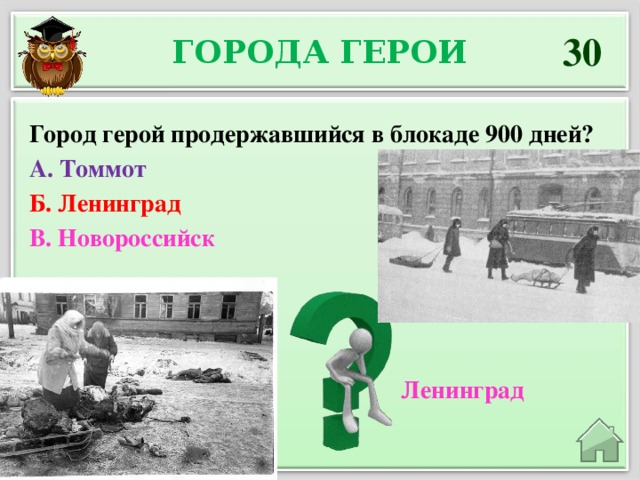 ГОРОДА ГЕРОИ
30
Город герой продержавшийся в блокаде 900 дней?
А. Томмот
Б. Ленинград
В. Новороссийск
Ленинград